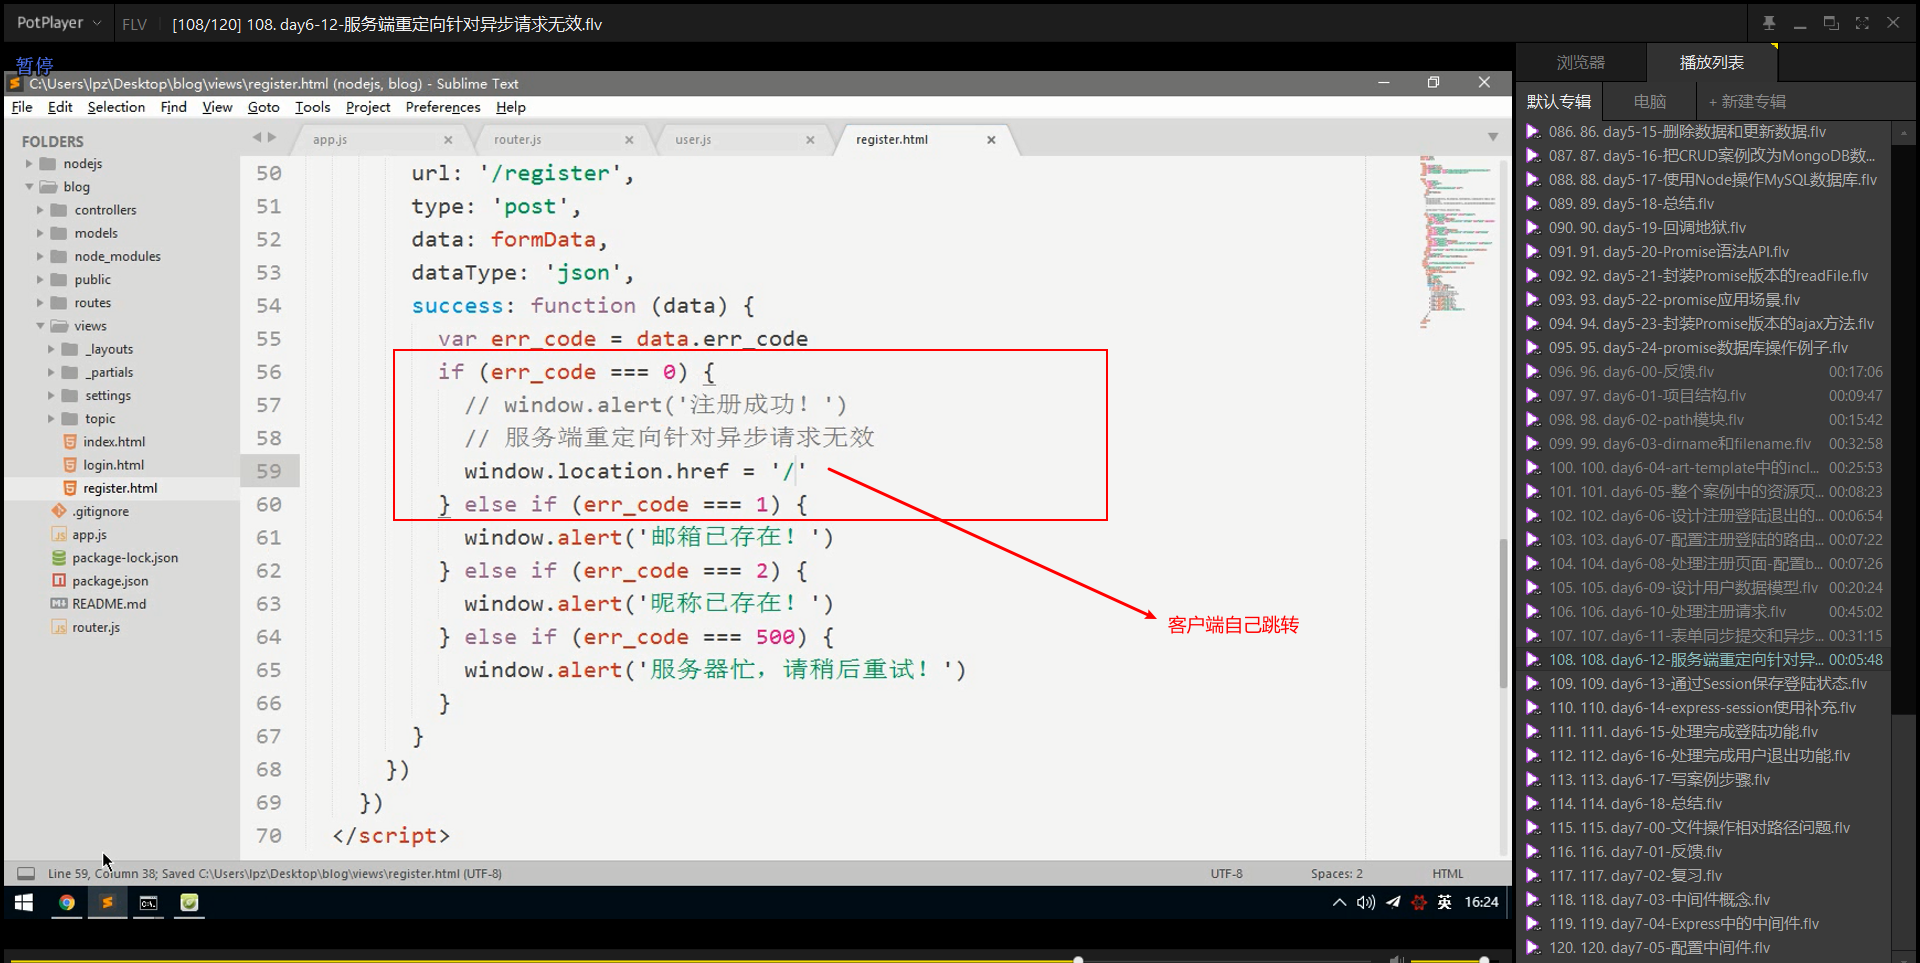 PotPlayer FLV [108/120] 108. day6-12-服务端重定向针对异步请求无效.flv
暂停
C:\Users\lpz\Desktop\blog\views\register.html (nodejs, blog) - Sublime Text
File Edit Selection Find View Goto Tools Project Preferences Help
FOLDERS
nodejs
blog
controllers
models
node_modules
public
routes
views
_layouts
_partials
settings
topic
index.html
login.html
register.html
.gitignore
app.js
package-lock.json
package.json
README.md
router.js
app.js router.js user.js register.html
50 url: '/register',
51 type: 'post',
52 data: formData,
53 dataType: 'json',
54 success: function (data) {
55 var err_code = data.err_code
56 if (err_code === 0) {
57 // window.alert('注册成功！')
58 // 服务端重定向针对异步请求无效
59 window.location.href = '/'
60 } else if (err_code === 1) {
61 window.alert('邮箱已存在！')
62 } else if (err_code === 2) {
63 window.alert('昵称已存在！')
64 } else if (err_code === 500) {
65 window.alert('服务器忙，请稍后重试！')
66 }
67 }
68 })
69 })
70 </script>
客户端自己跳转
Line 59, Column 38; Saved C:\Users\lpz\Desktop\blog\views\register.html (UTF-8) UTF-8 Spaces: 2 HTML
英 16:24
浏览器 播放列表
默认专辑 电脑 + 新建专辑
086. 86. day5-15-删除数据和更新数据.flv
087. 87. day5-16-把CRUD案例改为MongoDB数...
088. 88. day5-17-使用Node操作MySQL数据库.flv
089. 89. day5-18-总结.flv
090. 90. day5-19-回调地狱.flv
091. 91. day5-20-Promise语法API.flv
092. 92. day5-21-封装Promise版本的readFile.flv
093. 93. day5-22-promise应用场景.flv
094. 94. day5-23-封装Promise版本的ajax方法.flv
095. 95. day5-24-promise数据库操作例子.flv
096. 96. day6-00-反馈.flv 00:17:06
097. 97. day6-01-项目结构.flv 00:09:47
098. 98. day6-02-path模块.flv 00:15:42
099. 99. day6-03-dirname和filename.flv 00:32:58
100. 100. day6-04-art-template中的incl... 00:25:53
101. 101. day6-05-整个案例中的资源页... 00:08:23
102. 102. day6-06-设计注册登陆退出的... 00:06:54
103. 103. day6-07-配置注册登陆的路由... 00:07:22
104. 104. day6-08-处理注册页面-配置b... 00:07:26
105. 105. day6-09-设计用户数据模型.flv 00:20:24
106. 106. day6-10-处理注册请求.flv 00:45:02
107. 107. day6-11-表单同步提交和异步... 00:31:15
108. 108. day6-12-服务端重定向针对异... 00:05:48
109. 109. day6-13-通过Session保存登陆状态.flv
110. 110. day6-14-express-session使用补充.flv
111. 111. day6-15-处理完成登陆功能.flv
112. 112. day6-16-处理完成用户退出功能.flv
113. 113. day6-17-写案例步骤.flv
114. 114. day6-18-总结.flv
115. 115. day7-00-文件操作相对路径问题.flv
116. 116. day7-01-反馈.flv
117. 117. day7-02-复习.flv
118. 118. day7-03-中间件概念.flv
119. 119. day7-04-Express中的中间件.flv
120. 120. day7-05-配置中间件.flv